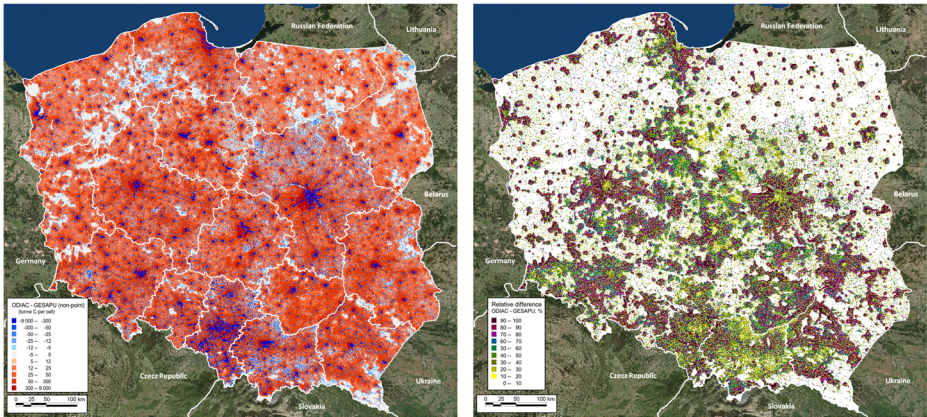 Russian Federation
Lithuania
Belarus
Germany
Czech Republic
Slovakia
Ukraine
ODIAC - GESAPU (non-point)
(tonne C per cell)
-9 000 -- -300
-300 -- -50
-50 -- -25
-25 -- -12
-12 -- -5
-5 -- 5
5 -- 12
12 -- 25
25 -- 50
50 -- 300
300 -- 9 000
0 25 50 100 km
Russian Federation
Lithuania
Belarus
Germany
Czech Republic
Slovakia
Ukraine
Relative difference
ODIAC - GESAPU, %
90 -- 100
80 -- 90
70 -- 80
60 -- 70
50 -- 60
40 -- 50
30 -- 40
20 -- 30
10 -- 20
0 -- 10
0 25 50 100 km